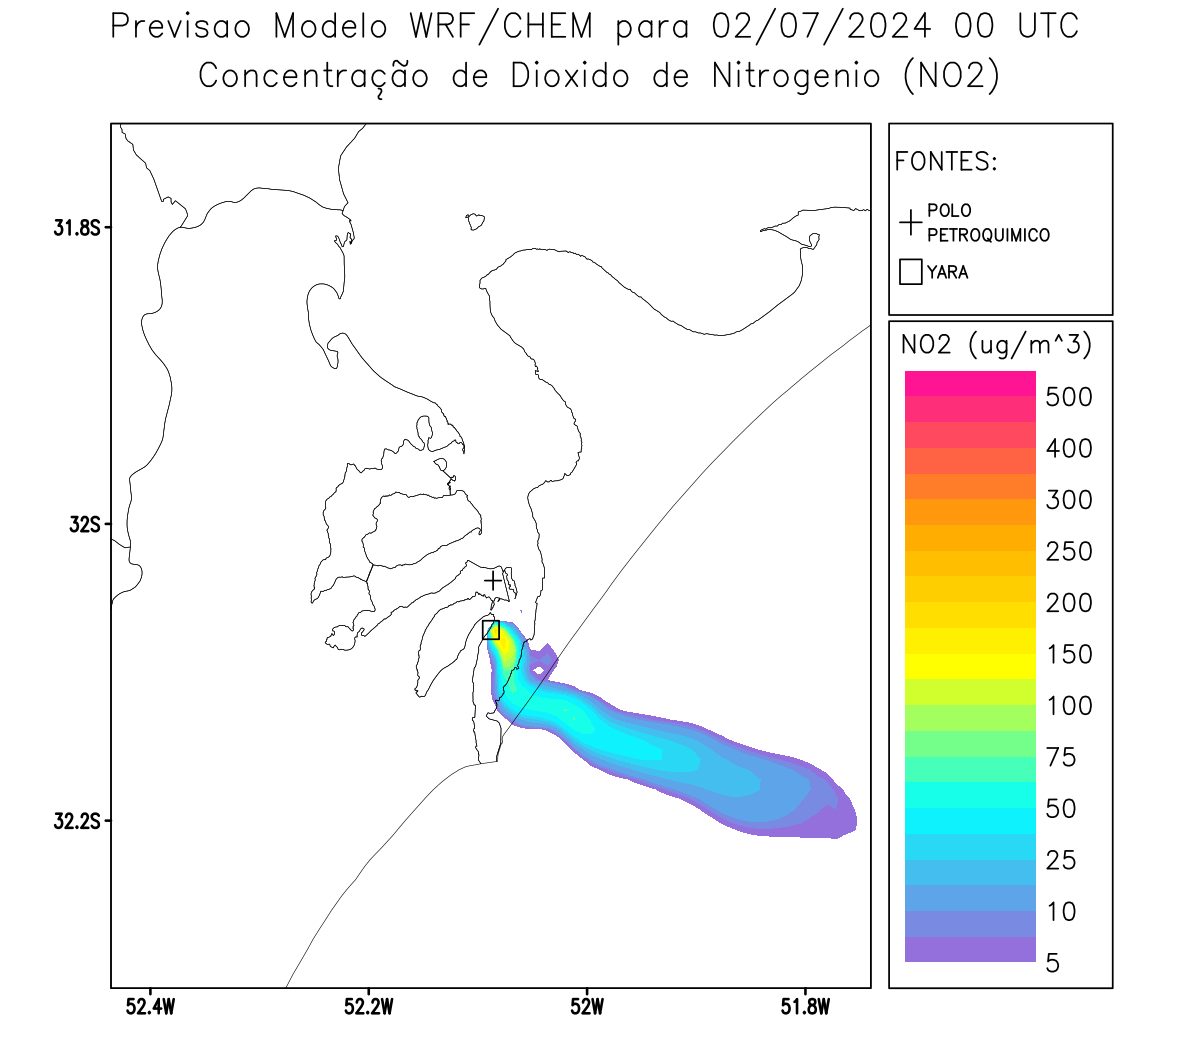 Previsao Modelo WRF/CHEM para 02/07/2024 00 UTC
Concentração de Dioxido de Nitrogenio (NO2)
FONTES:
POLO
PETROQUIMICO
YARA
NO2 (ug/m^3)
500
400
300
250
200
150
100
75
50
25
10
5
31.8S
32S
32.2S
52.4W
52.2W
52W
51.8W